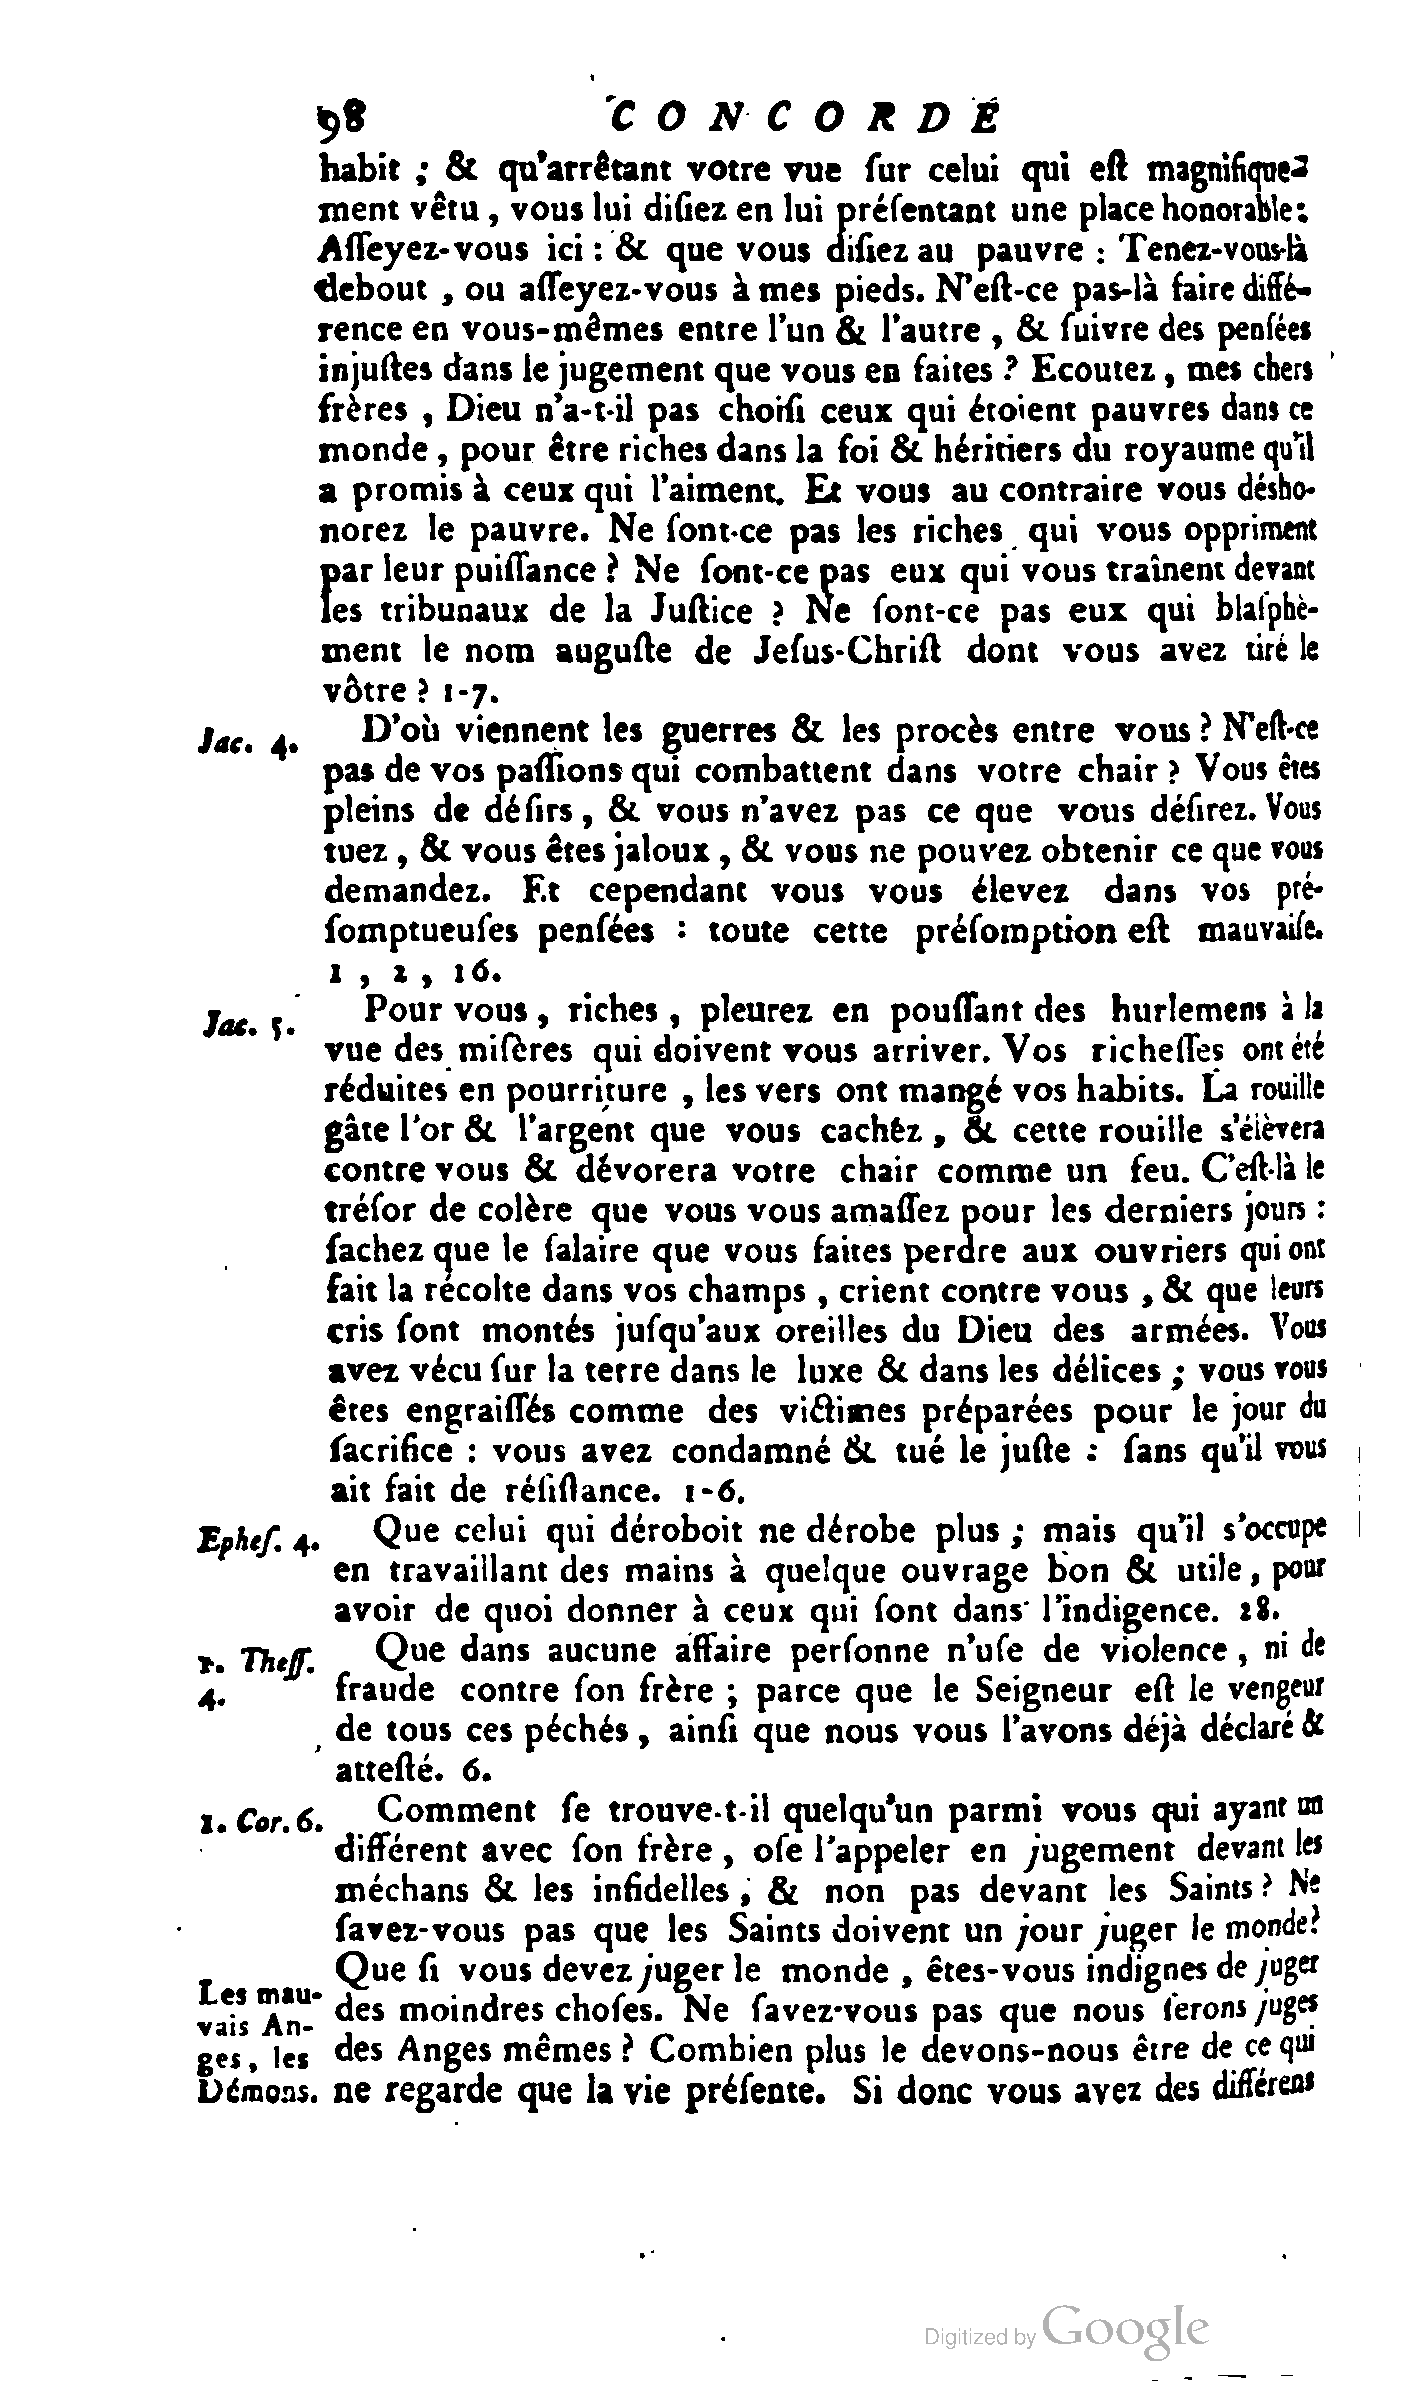 98 CONCORDE
habit ; & qu'arrêtant votre vue ſur celui qui eſt magnifique-
ment vêtu , vous lui diſiez en lui préſentant une place honorable :
Aſſeyez-vous ici : & que vous diſiez au pauvre : Tenez-vous-là
debout , ou aſſeyez-vous à mes pieds. N'eſt-ce pas-là faire diffé-
rence en vous-mêmes entre l'un & l'autre , & ſuivre des penſées
injuſtes dans le jugement que vous en faites ? Ecoutez , mes chers
frères , Dieu n'a-t-il pas choiſi ceux qui étoient pauvres dans ce
monde , pour être riches dans la foi & héritiers du royaume qu'il
a promis à ceux qui l'aiment. Et vous au contraire vous désho-
norez le pauvre. Ne ſont-ce pas les riches qui vous oppriment
par leur puiſſance ? Ne ſont-ce pas eux qui vous traînent devant
les tribunaux de la Juſtice ? Ne ſont-ce pas eux qui blaſphè-
ment le nom auguſte de Jeſus-Chriſt dont vous avez tiré le
vôtre ? 1-7.
Jac. 4. D'où viennent les guerres & les procès entre vous ? N'eſt-ce
pas de vos paſſions qui combattent dans votre chair ? Vous êtes
pleins de déſirs , & vous n'avez pas ce que vous déſirez. Vous
tuez , & vous êtes jaloux , & vous ne pouvez obtenir ce que vous
demandez. Et cependant vous vous élevez dans vos pré-
ſomptueuſes penſées : toute cette préſomption eſt mauvaiſe.
1 , 2 , 16.
Jac. 5. Pour vous , riches , pleurez en pouſſant des hurlemens à la
vue des miſères qui doivent vous arriver. Vos richeſſes ont été
réduites en pourriture , les vers ont mangé vos habits. La rouille
gâte l'or & l'argent que vous cachéz , & cette rouille s'élèvera
contre vous & dévorera votre chair comme un feu. C'eſt-là le
tréſor de colère que vous vous amaſſez pour les derniers jours :
ſachez que le ſalaire que vous faites perdre aux ouvriers qui ont
fait la récolte dans vos champs , crient contre vous , & que leurs
cris ſont montés juſqu'aux oreilles du Dieu des armées. Vous
avez vécu ſur la terre dans le luxe & dans les délices ; vous vous
êtes engraiſſés comme des victimes préparées pour le jour du
ſacrifice : vous avez condamné & tué le juſte : ſans qu'il vous
ait fait de réſiſtance. 1-6.
Epheſ. 4. Que celui qui déroboit ne dérobe plus ; mais qu'il s'occupe
en travaillant des mains à quelque ouvrage bon & utile , pour
avoir de quoi donner à ceux qui ſont dans l'indigence. 28.
1. Theſſ. Que dans aucune affaire perſonne n'uſe de violence , ni de
4. fraude contre ſon frère ; parce que le Seigneur eſt le vengeur
de tous ces péchés , ainſi que nous vous l'avons déjà déclaré &
atteſté. 6.
1. Cor. 6. Comment ſe trouve-t-il quelqu'un parmi vous qui ayant un
différent avec ſon frère , oſe l'appeler en jugement devant les
méchans & les infidelles , & non pas devant les Saints ? Ne
ſavez-vous pas que les Saints doivent un jour juger le monde?
Que ſi vous devez juger le monde , êtes-vous indignes de juger
Les mau- des moindres choſes. Ne ſavez-vous pas que nous ſerons juges
vais An-
ges, les des Anges mêmes ? Combien plus le devons-nous être de ce qui
Démons. ne regarde que la vie préſente. Si donc vous avez des différens
Digitized by Google